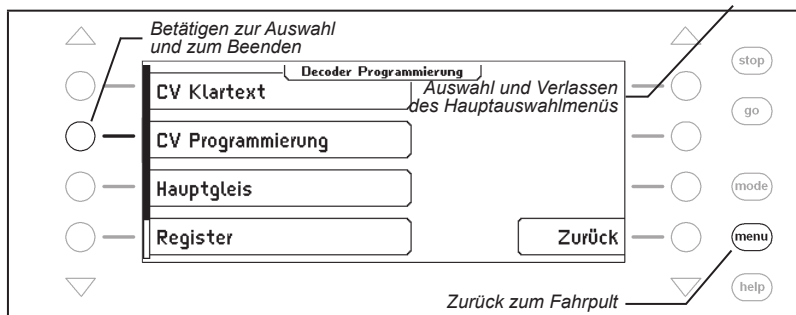 Betätigen zur Auswahl
und zum Beenden
Decoder Programmierung
stop
CV Klartext
Auswahl und Verlassen
des Hauptauswahlmenüs
go
CV Programmierung
Hauptgleis
mode
Register
Zurück
menu
help
Zurück zum Fahrpult